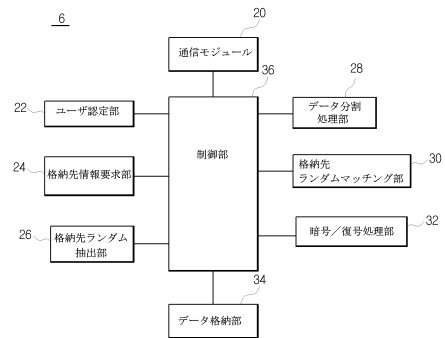 6
20
通信モジュール
36
22
ユーザ認定部
28
データ分割
処理部
制御部
24
格納先情報要求部
30
格納先
ランダムマッチング部
26
格納先ランダム
抽出部
32
暗号/復号処理部
34
データ格納部